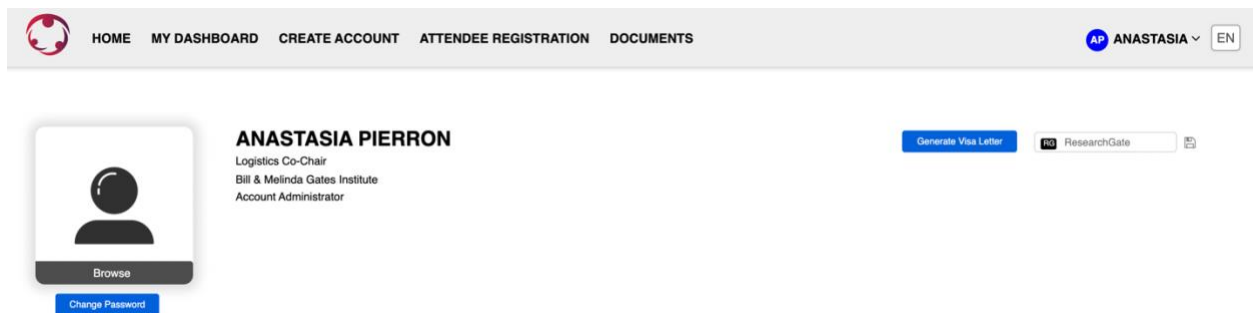 HOME MY DASHBOARD CREATE ACCOUNT ATTENDEE REGISTRATION DOCUMENTS AP ANASTASIA EN
ANASTASIA PIERRON
Logistics Co-Chair
Bill & Melinda Gates Institute
Account Administrator
Generate Visa Letter RG ResearchGate
Browse
Change Password